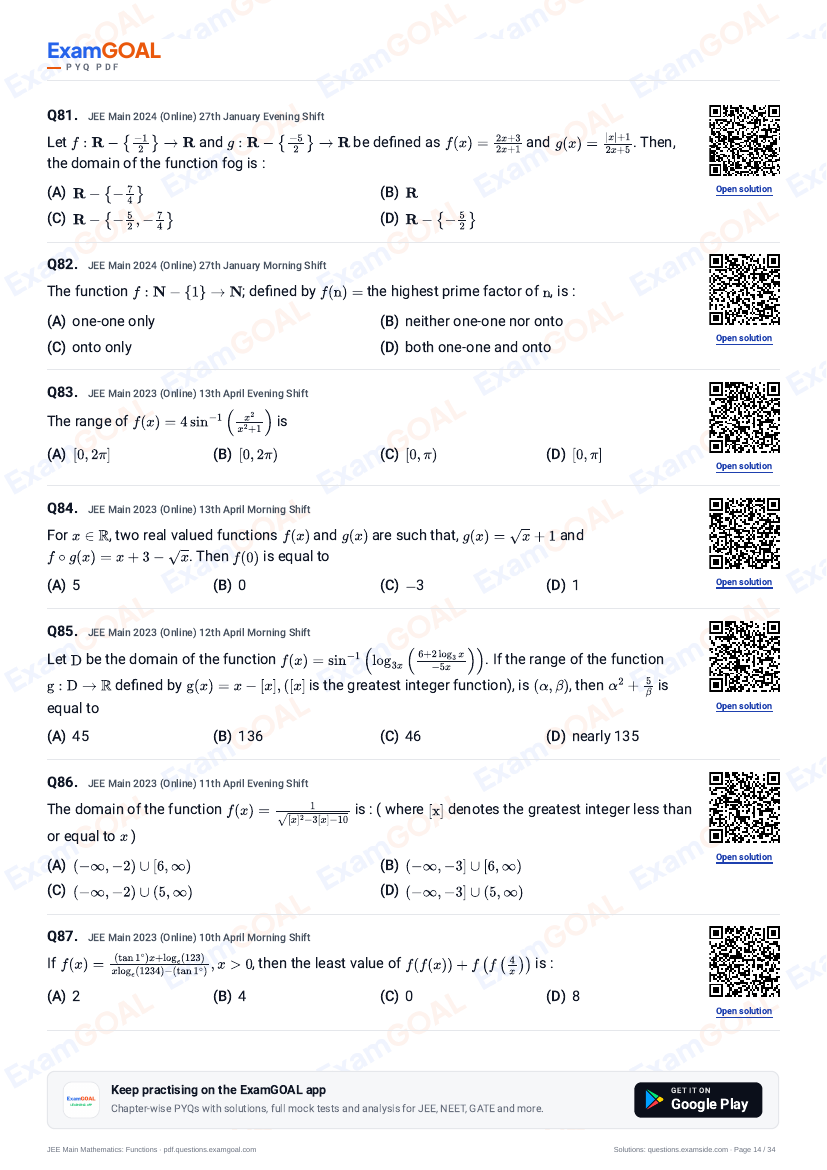 ExamGOAL
PYQ PDF
Q81. JEE Main 2024 (Online) 27th January Evening Shift
Let f : R − { −1/2 } → R and g : R − { −5/2 } → R be defined as f(x) = (2x+3)/(2x+1) and g(x) = (|x|+1)/(2x+5). Then,
the domain of the function fog is :
(A) R − {−7/4} (B) R
(C) R − {−5/2, −7/4} (D) R − {−5/2}
Open solution
Q82. JEE Main 2024 (Online) 27th January Morning Shift
The function f : N − {1} → N; defined by f(n) = the highest prime factor of n, is :
(A) one-one only (B) neither one-one nor onto
(C) onto only (D) both one-one and onto
Open solution
Q83. JEE Main 2023 (Online) 13th April Evening Shift
The range of f(x) = 4 sin⁻¹ (x²/(x²+1)) is
(A) [0, 2π] (B) [0, 2π) (C) [0, π) (D) [0, π]
Open solution
Q84. JEE Main 2023 (Online) 13th April Morning Shift
For x ∈ ℝ, two real valued functions f(x) and g(x) are such that, g(x) = √x + 1 and
f ∘ g(x) = x + 3 − √x. Then f(0) is equal to
(A) 5 (B) 0 (C) −3 (D) 1
Open solution
Q85. JEE Main 2023 (Online) 12th April Morning Shift
Let D be the domain of the function f(x) = sin⁻¹ (log₃ₓ ((6+2 log₃ x)/(−5x))). If the range of the function
g : D → ℝ defined by g(x) = x − [x], ([x] is the greatest integer function), is (α, β), then α² + 5/β is
equal to
(A) 45 (B) 136 (C) 46 (D) nearly 135
Open solution
Q86. JEE Main 2023 (Online) 11th April Evening Shift
The domain of the function f(x) = 1/√([x]²−3[x]−10) is : ( where [x] denotes the greatest integer less than
or equal to x )
(A) (−∞, −2) ∪ [6, ∞) (B) (−∞, −3] ∪ [6, ∞)
(C) (−∞, −2) ∪ (5, ∞) (D) (−∞, −3] ∪ (5, ∞)
Open solution
Q87. JEE Main 2023 (Online) 10th April Morning Shift
If f(x) = ((tan 1°)x+logₑ(123))/(xlogₑ(1234)−(tan 1°)), x > 0, then the least value of f(f(x)) + f(f(4/x)) is :
(A) 2 (B) 4 (C) 0 (D) 8
Open solution
ExamGOAL
Keep practising on the ExamGOAL app
Chapter-wise PYQs with solutions, full mock tests and analysis for JEE, NEET, GATE and more.
GET IT ON
Google Play
JEE Main Mathematics: Functions · pdf.questions.examgoal.com
Solutions: questions.examside.com · Page 14 / 34